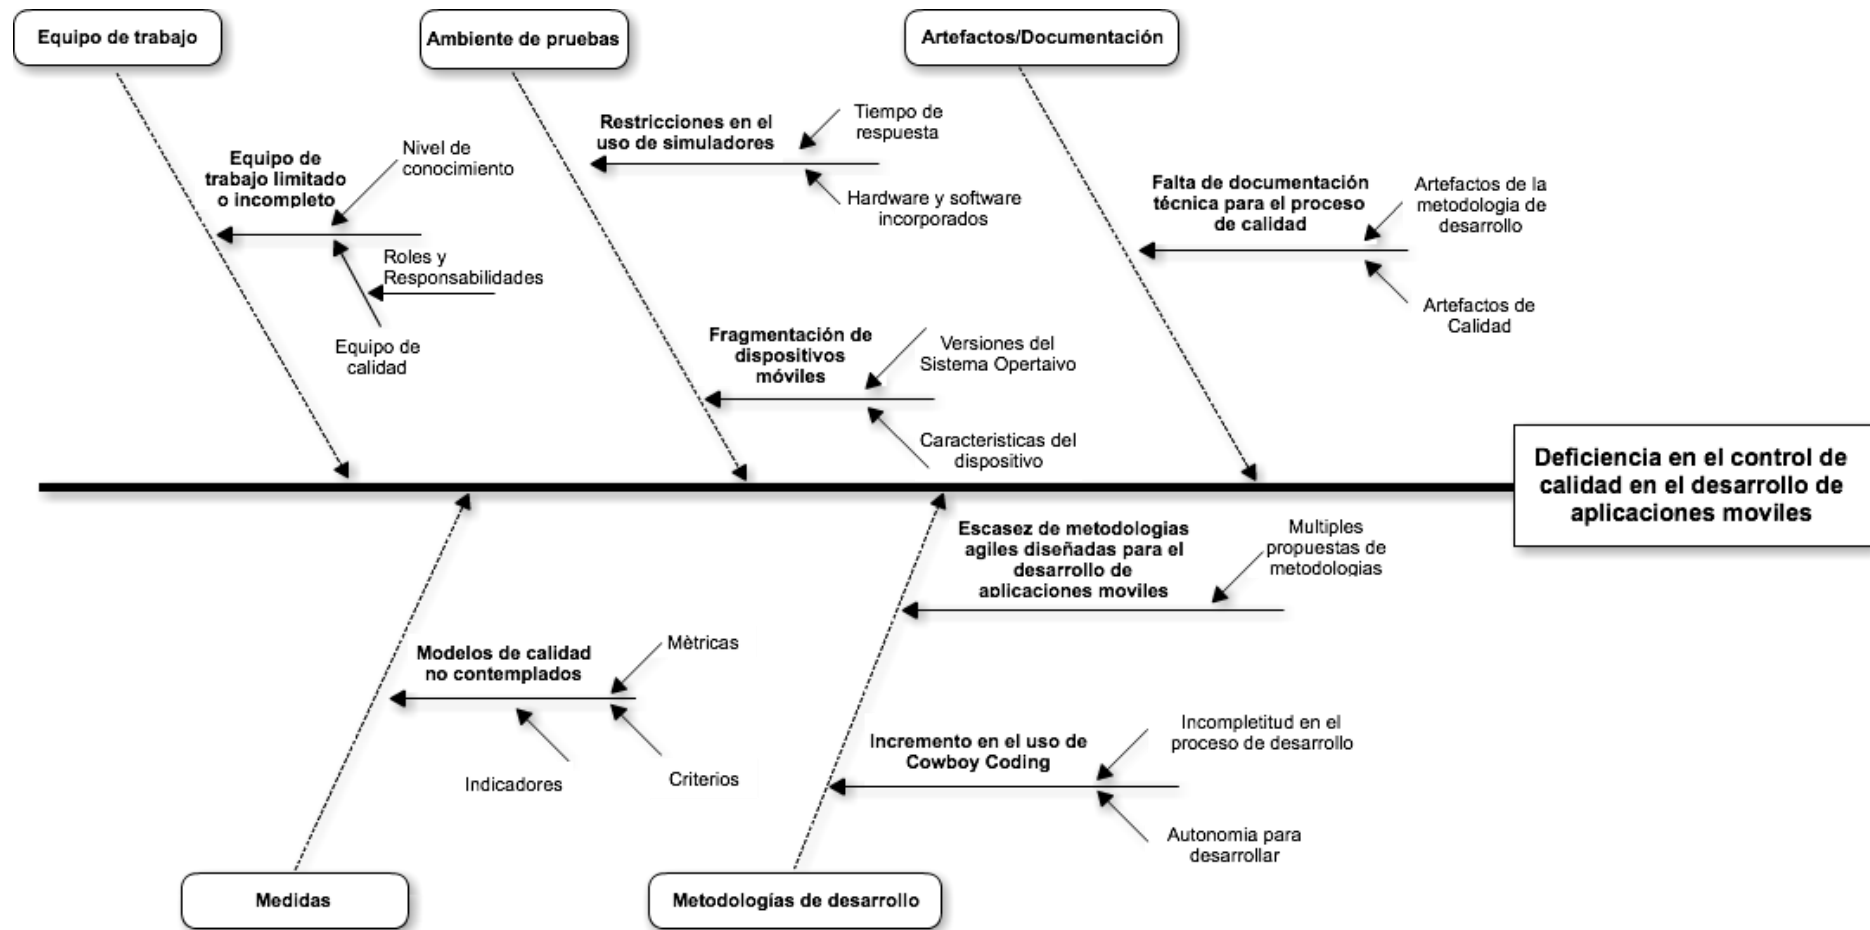 Equipo de trabajo
Ambiente de pruebas
Artefactos/Documentación
Equipo de
trabajo limitado
o incompleto
Nivel de
conocimiento
Roles y
Responsabilidades
Equipo de
calidad
Restricciones en el
uso de simuladores
Tiempo de
respuesta
Hardware y software
incorporados
Fragmentación de
dispositivos
móviles
Versiones del
Sistema Opertaivo
Caracteristicas del
dispositivo
Falta de documentación
técnica para el proceso
de calidad
Artefactos de la
metodologia de
desarrollo
Artefactos de
Calidad
Deficiencia en el control de
calidad en el desarrollo de
aplicaciones moviles
Modelos de calidad
no contemplados
Mètricas
Indicadores
Criterios
Escasez de metodologias
agiles diseñadas para el
desarrollo de
aplicaciones moviles
Multiples
propuestas de
metodologias
Incremento en el uso de
Cowboy Coding
Incompletitud en el
proceso de desarrollo
Autonomia para
desarrollar
Medidas
Metodologías de desarrollo